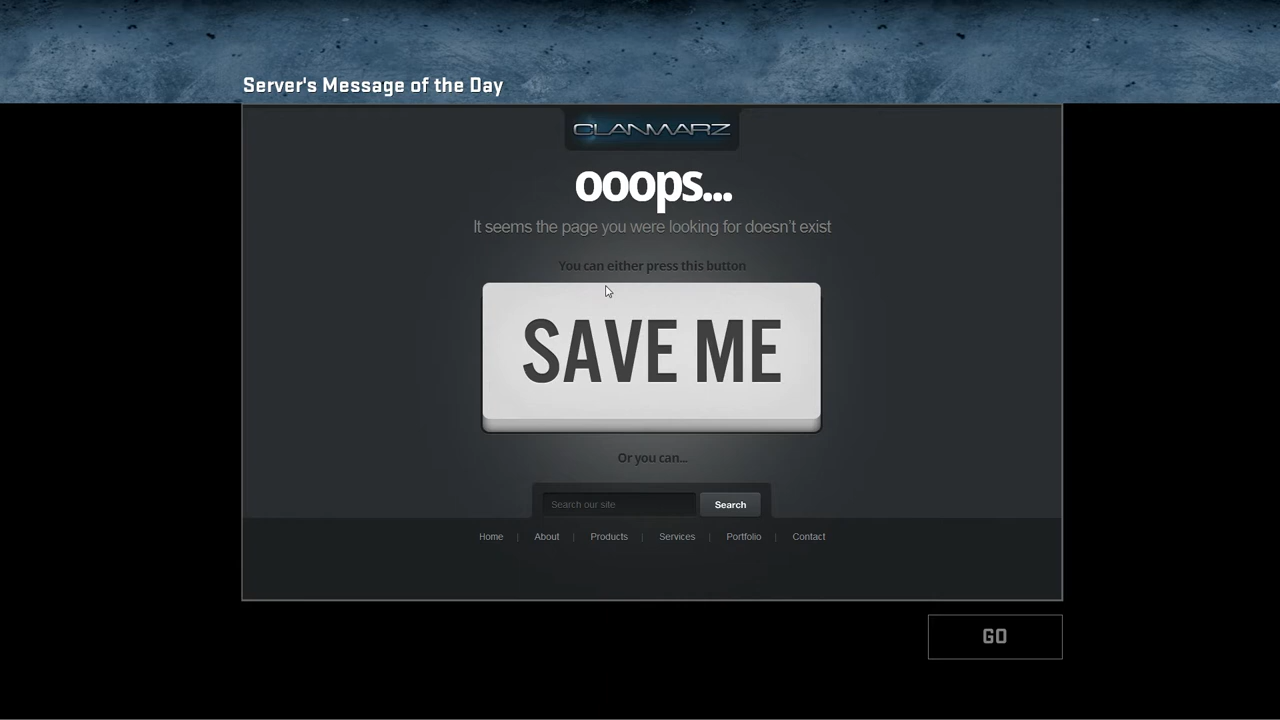 Server's Message of the Day
CLANWARZ
ooops...
It seems the page you were looking for doesn't exist
You can either press this button
SAVE ME
Or you can...
Search our site
Search
Home | About | Products | Services | Portfolio | Contact
GO